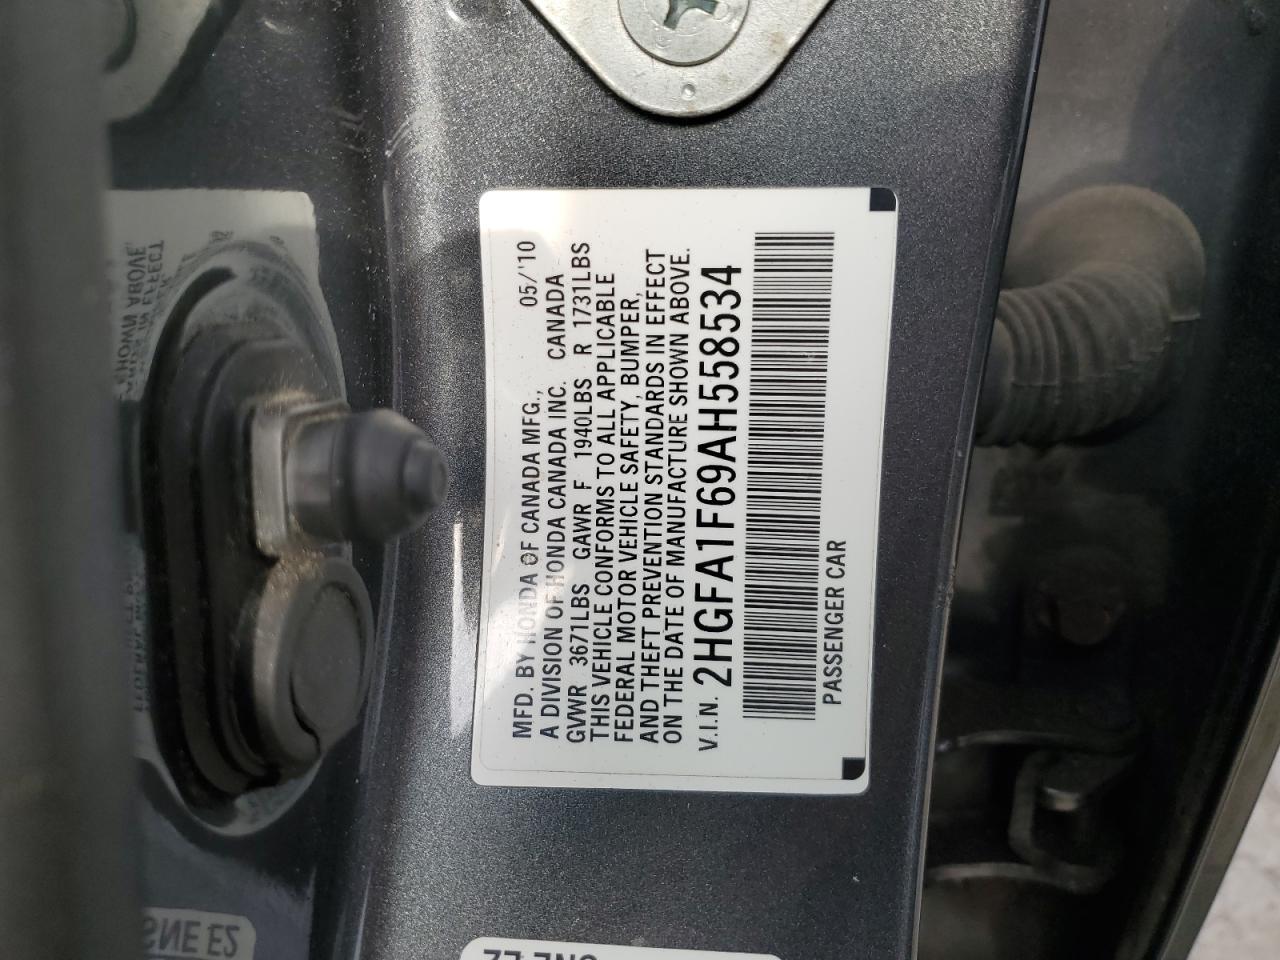 MFD. BY HONDA OF CANADA MFG., 05/'10
A DIVISION OF HONDA CANADA INC. CANADA
GVWR 3671LBS GAWR F 1940LBS R 1731LBS
THIS VEHICLE CONFORMS TO ALL APPLICABLE
FEDERAL MOTOR VEHICLE SAFETY, BUMPER,
AND THEFT PREVENTION STANDARDS IN EFFECT
ON THE DATE OF MANUFACTURE SHOWN ABOVE.
V.I.N. 2HGFA1F69AH558534
PASSENGER CAR